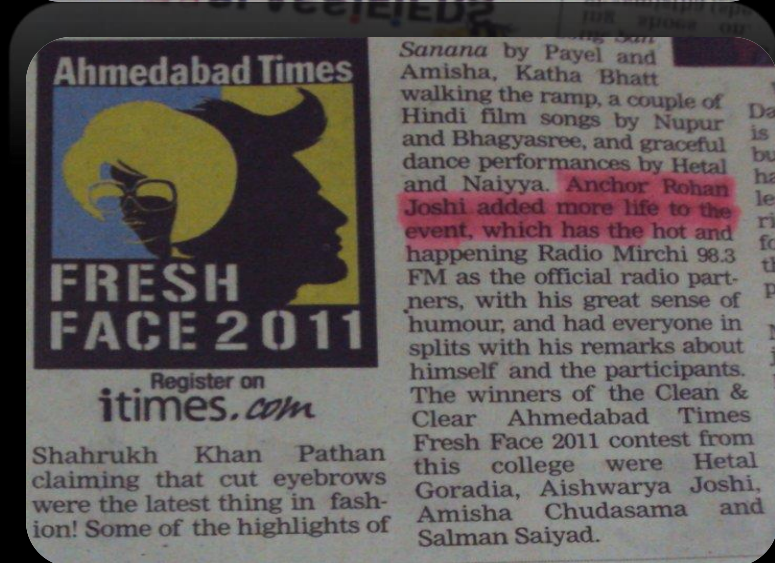 Ahmedabad Times
FRESH
FACE 2011
Register on
itimes.com
Shahrukh Khan Pathan
claiming that cut eyebrows
were the latest thing in fash-
ion! Some of the highlights of
Sanana by Payel and
Amisha, Katha Bhatt
walking the ramp, a couple of
Hindi film songs by Nupur
and Bhagyasree, and graceful
dance performances by Hetal
and Naiyya. Anchor Rohan
Joshi added more life to the
event, which has the hot and
happening Radio Mirchi 98.3
FM as the official radio part-
ners, with his great sense of
humour, and had everyone in
splits with his remarks about
himself and the participants.
The winners of the Clean &
Clear Ahmedabad Times
Fresh Face 2011 contest from
this college were Hetal
Goradia, Aishwarya Joshi,
Amisha Chudasama and
Salman Saiyad.